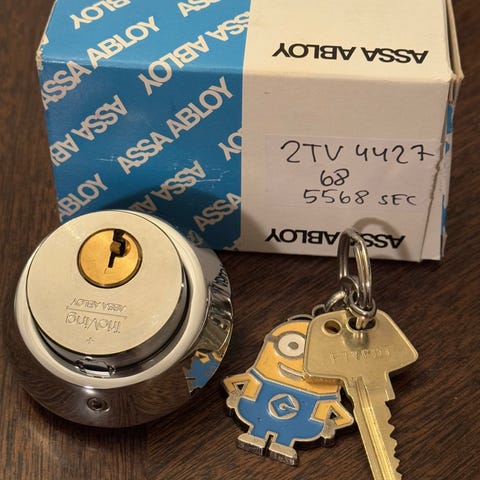 ASSA ABLOY
ASSA ABLOY
ASSA ABLOY
ASSA ABLOY
ASSA ABLOY
2TV 4427
68
5568 SEC
ASSA ABLOY
TrioVing
ASSA ABLOY
+
G